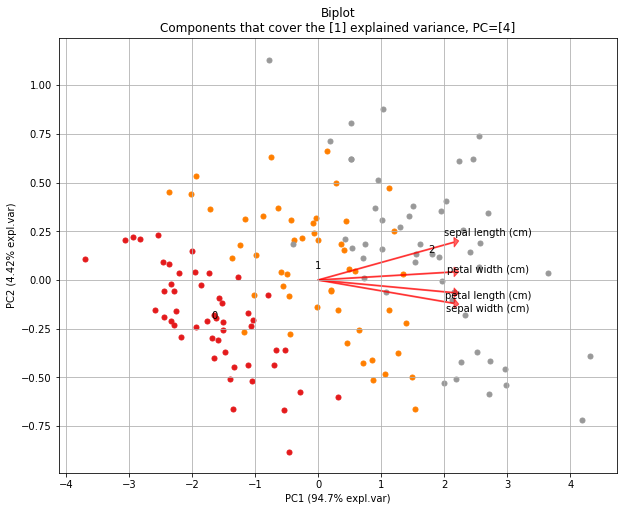 Biplot
Components that cover the [1] explained variance, PC=[4]
1.00
0.75
0.50
0.25
0.00
−0.25
−0.50
−0.75
PC2 (4.42% expl.var)
sepal length (cm)
2
1
petal width (cm)
petal length (cm)
sepal width (cm)
0
−4
−3
−2
−1
0
1
2
3
4
PC1 (94.7% expl.var)